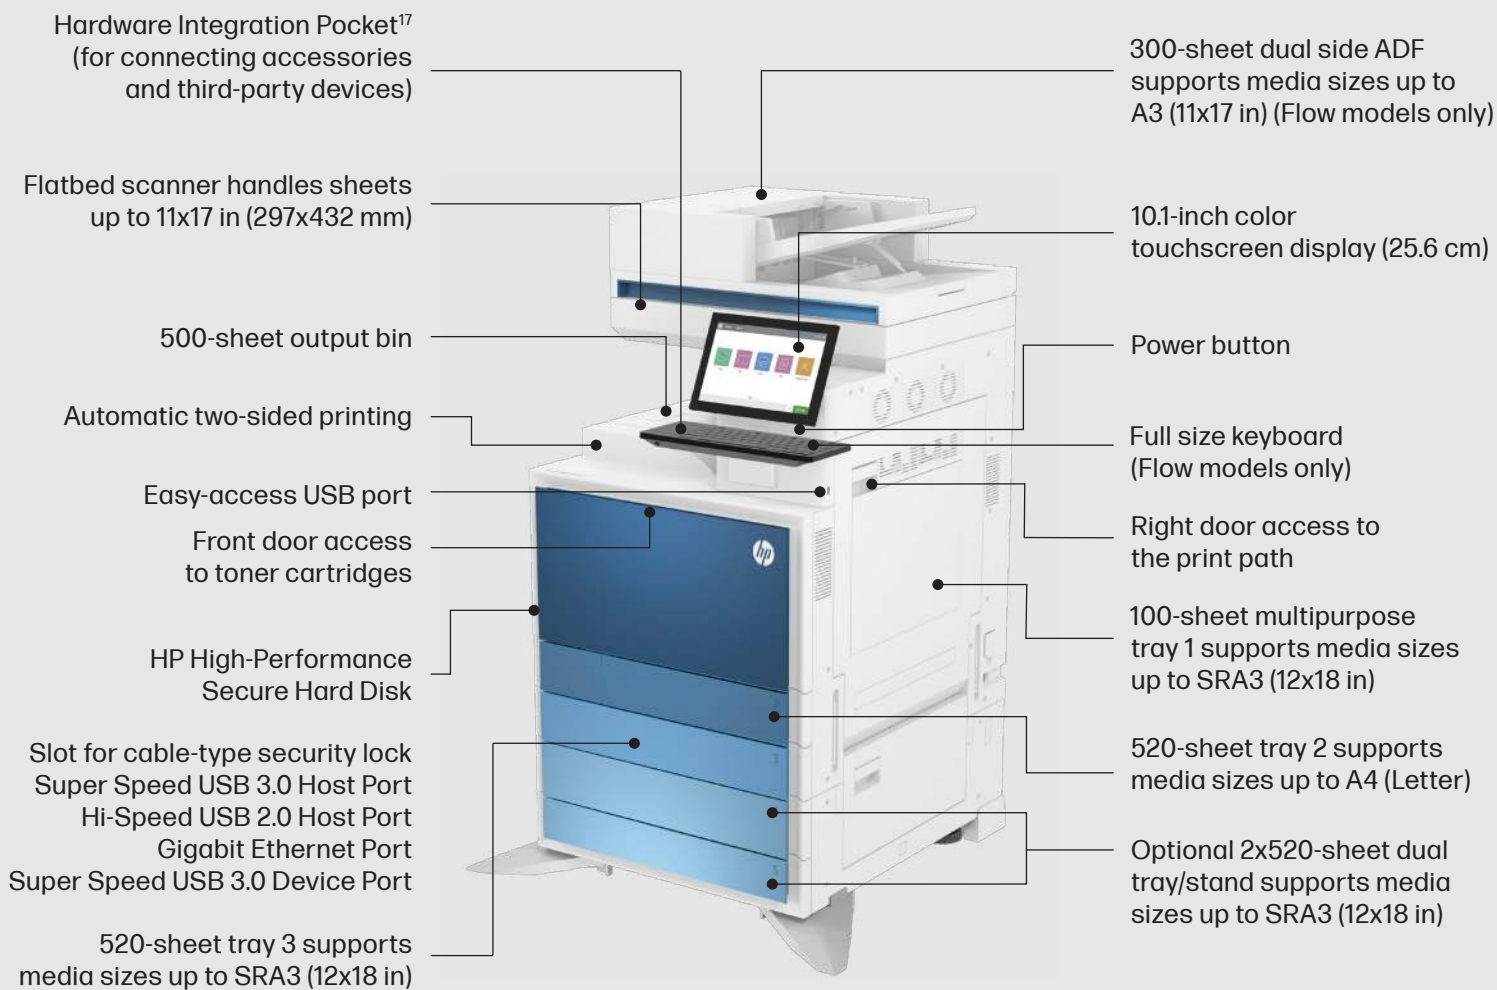 Hardware Integration Pocket17
(for connecting accessories
and third-party devices)
Flatbed scanner handles sheets
up to 11x17 in (297x432 mm)
500-sheet output bin
Automatic two-sided printing
Easy-access USB port
Front door access
to toner cartridges
HP High-Performance
Secure Hard Disk
Slot for cable-type security lock
Super Speed USB 3.0 Host Port
Hi-Speed USB 2.0 Host Port
Gigabit Ethernet Port
Super Speed USB 3.0 Device Port
520-sheet tray 3 supports
media sizes up to SRA3 (12x18 in)
300-sheet dual side ADF
supports media sizes up to
A3 (11x17 in) (Flow models only)
10.1-inch color
touchscreen display (25.6 cm)
Power button
Full size keyboard
(Flow models only)
Right door access to
the print path
100-sheet multipurpose
tray 1 supports media sizes
up to SRA3 (12x18 in)
520-sheet tray 2 supports
media sizes up to A4 (Letter)
Optional 2x520-sheet dual
tray/stand supports media
sizes up to SRA3 (12x18 in)
hp
2
3
5